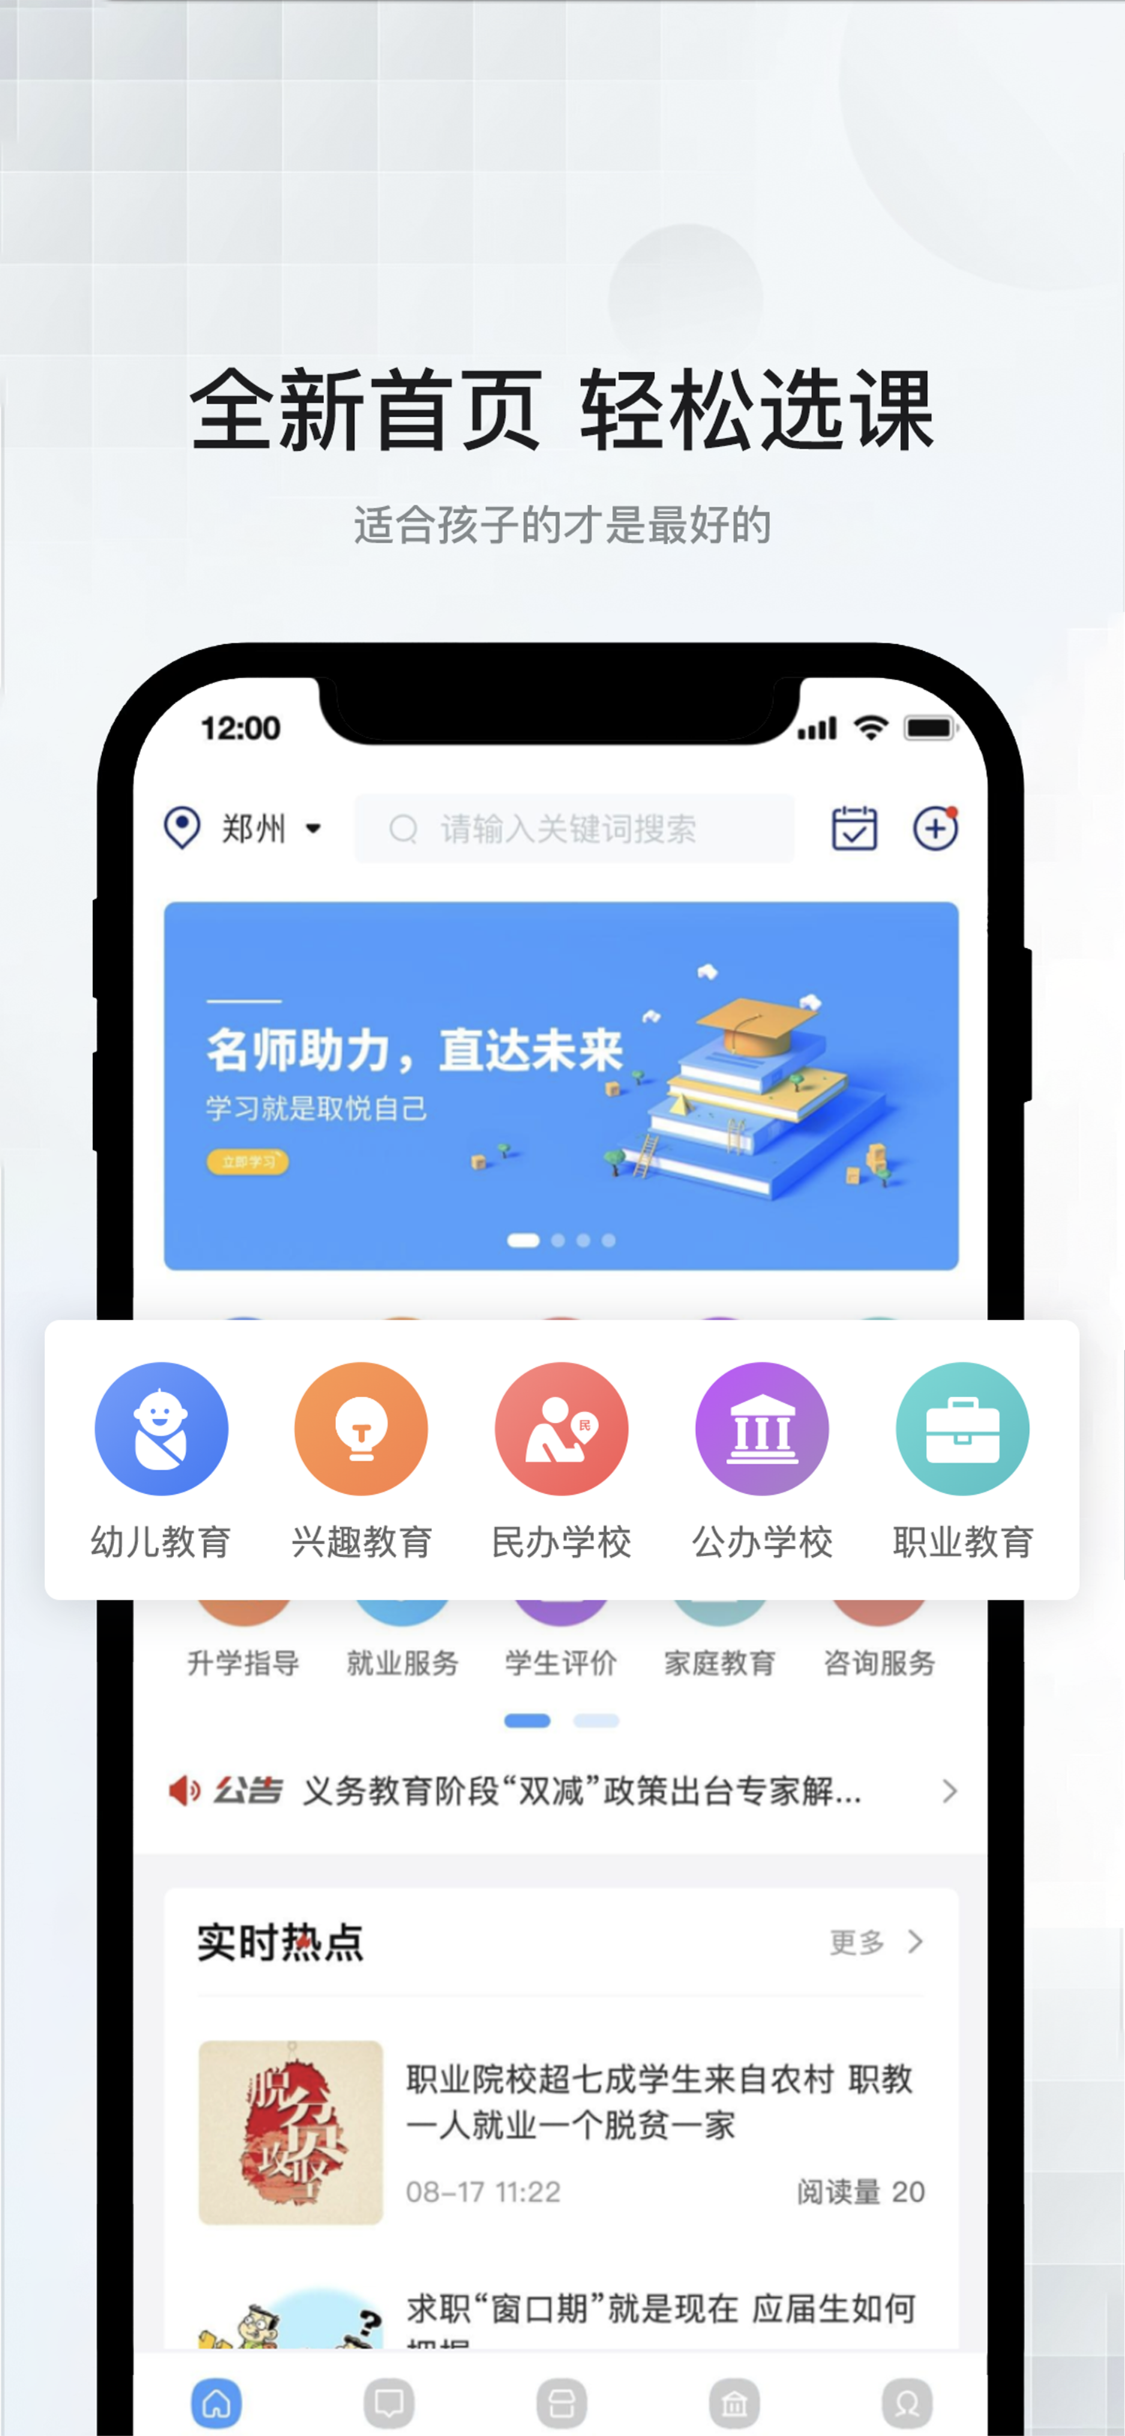 全新首页 轻松选课
适合孩子的才是最好的
12:00
郑州
请输入关键词搜索
名师助力，直达未来
学习就是取悦自己
立即学习
民
幼儿教育
兴趣教育
民办学校
公办学校
职业教育
升学指导
就业服务
学生评价
家庭教育
咨询服务
公告
义务教育阶段“双减”政策出台专家解...
实时热点
更多
脱贫攻坚
职业院校超七成学生来自农村 职教
一人就业一个脱贫一家
08-17 11:22
阅读量 20
求职“窗口期”就是现在 应届生如何
?